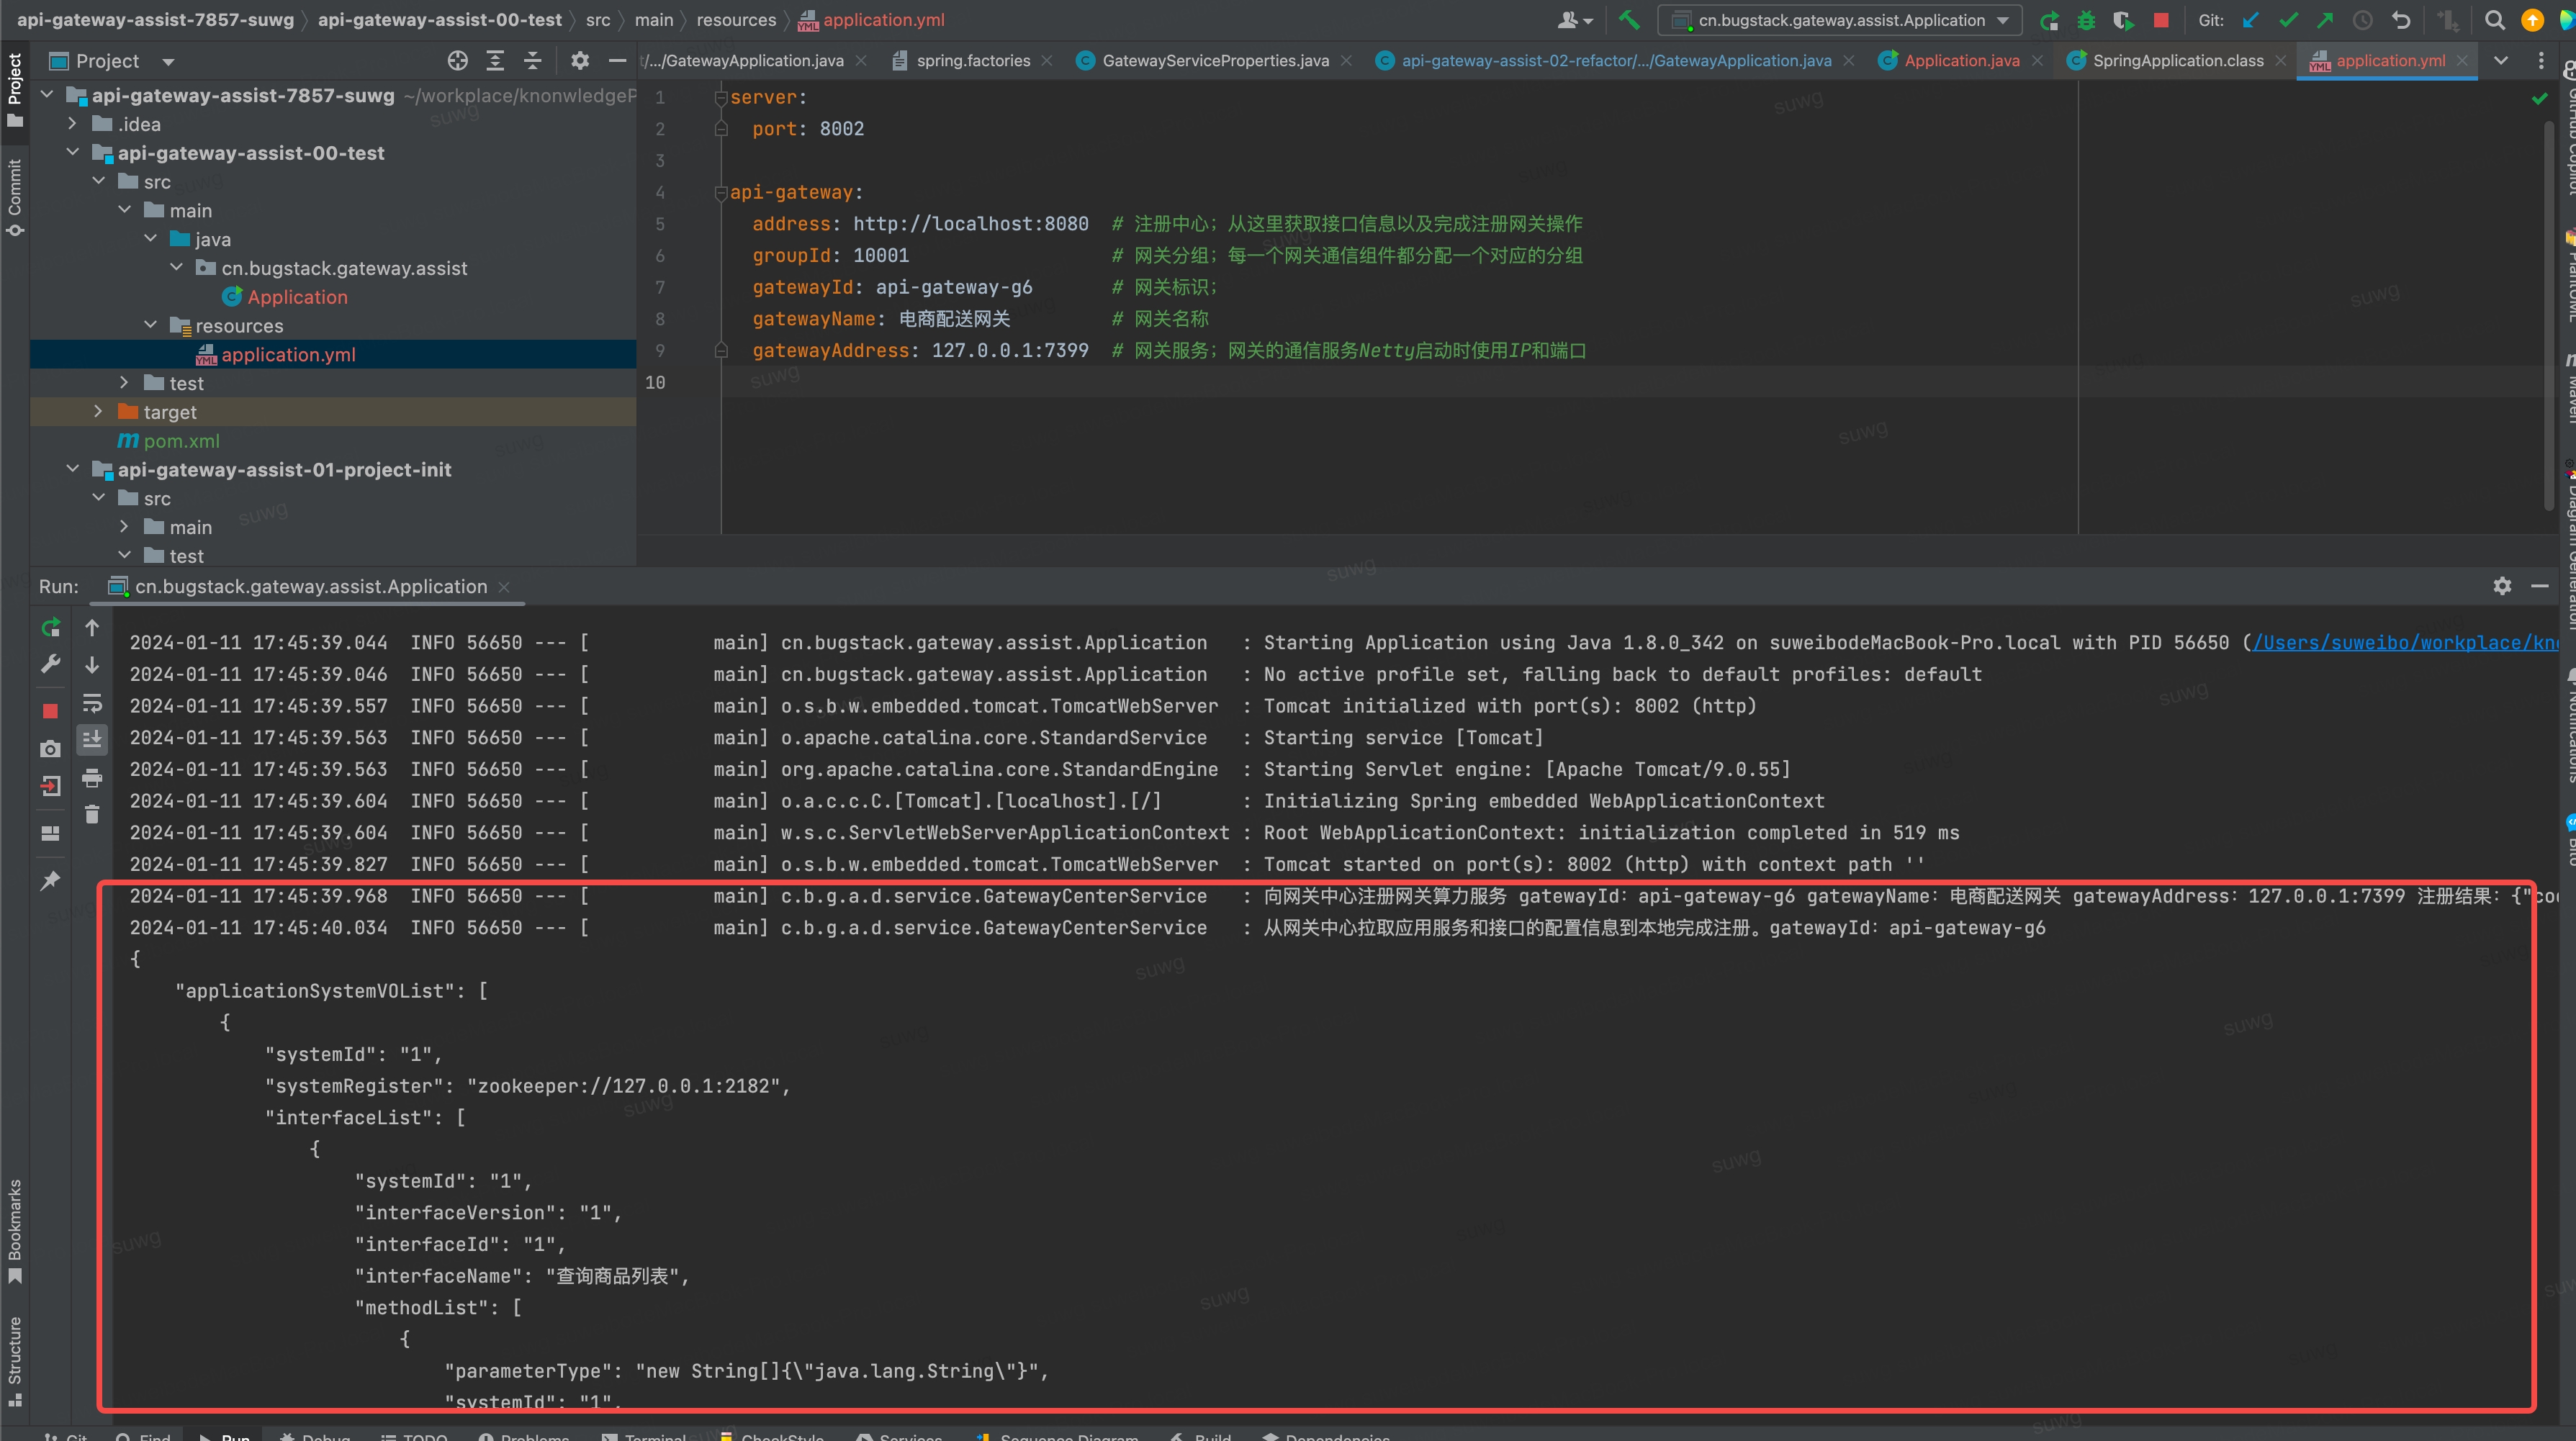 api-gateway-assist-7857-suwg 〉 api-gateway-assist-00-test 〉 src 〉 main 〉 resources 〉 application.yml
cn.bugstack.gateway.assist.Application
Git:
Project
t/.../GatewayApplication.java
spring.factories
GatewayServiceProperties.java
api-gateway-assist-02-refactor/.../GatewayApplication.java
Application.java
SpringApplication.class
application.yml
Project
Commit
Bookmarks
Structure
api-gateway-assist-7857-suwg ~/workplace/knonwledgeP
.idea
api-gateway-assist-00-test
src
main
java
cn.bugstack.gateway.assist
Application
resources
application.yml
test
target
pom.xml
api-gateway-assist-01-project-init
src
main
test
1 server:
2 port: 8002
3
4 api-gateway:
5 address: http://localhost:8080 # 注册中心；从这里获取接口信息以及完成注册网关操作
6 groupId: 10001 # 网关分组；每一个网关通信组件都分配一个对应的分组
7 gatewayId: api-gateway-g6 # 网关标识；
8 gatewayName: 电商配送网关 # 网关名称
9 gatewayAddress: 127.0.0.1:7399 # 网关服务；网关的通信服务Netty启动时使用IP和端口
10
GitHub Copilot
PlantUML
Maven
Diagram Generation
Notifications
Bito
Run: cn.bugstack.gateway.assist.Application
2024-01-11 17:45:39.044 INFO 56650 --- [ main] cn.bugstack.gateway.assist.Application : Starting Application using Java 1.8.0_342 on suweibodeMacBook-Pro.local with PID 56650 (/Users/suweibo/workplace/kno
2024-01-11 17:45:39.046 INFO 56650 --- [ main] cn.bugstack.gateway.assist.Application : No active profile set, falling back to default profiles: default
2024-01-11 17:45:39.557 INFO 56650 --- [ main] o.s.b.w.embedded.tomcat.TomcatWebServer : Tomcat initialized with port(s): 8002 (http)
2024-01-11 17:45:39.563 INFO 56650 --- [ main] o.apache.catalina.core.StandardService : Starting service [Tomcat]
2024-01-11 17:45:39.563 INFO 56650 --- [ main] org.apache.catalina.core.StandardEngine : Starting Servlet engine: [Apache Tomcat/9.0.55]
2024-01-11 17:45:39.604 INFO 56650 --- [ main] o.a.c.c.C.[Tomcat].[localhost].[/] : Initializing Spring embedded WebApplicationContext
2024-01-11 17:45:39.604 INFO 56650 --- [ main] w.s.c.ServletWebServerApplicationContext : Root WebApplicationContext: initialization completed in 519 ms
2024-01-11 17:45:39.827 INFO 56650 --- [ main] o.s.b.w.embedded.tomcat.TomcatWebServer : Tomcat started on port(s): 8002 (http) with context path ''
2024-01-11 17:45:39.968 INFO 56650 --- [ main] c.b.g.a.d.service.GatewayCenterService : 向网关中心注册网关算力服务 gatewayId：api-gateway-g6 gatewayName：电商配送网关 gatewayAddress：127.0.0.1:7399 注册结果：{"co
2024-01-11 17:45:40.034 INFO 56650 --- [ main] c.b.g.a.d.service.GatewayCenterService : 从网关中心拉取应用服务和接口的配置信息到本地完成注册。gatewayId：api-gateway-g6
{
"applicationSystemVOList": [
{
"systemId": "1",
"systemRegister": "zookeeper://127.0.0.1:2182",
"interfaceList": [
{
"systemId": "1",
"interfaceVersion": "1",
"interfaceId": "1",
"interfaceName": "查询商品列表",
"methodList": [
{
"parameterType": "new String[]{\"java.lang.String\"}",
"systemId": "1",
Git Find Run Debug TODO Problems Terminal CheckStyle Services Sequence Diagram Build Dependencies
suwg